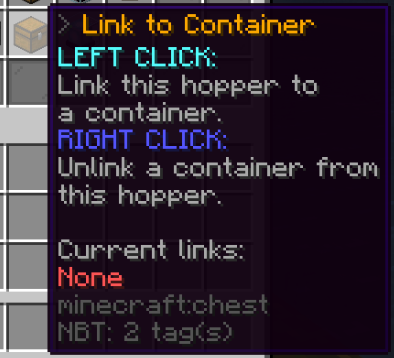 > Link to Container
LEFT CLICK:
Link this hopper to
a container.
RIGHT CLICK:
Unlink a container from
this hopper.
Current links:
None
minecraft:chest
NBT: 2 tag(s)